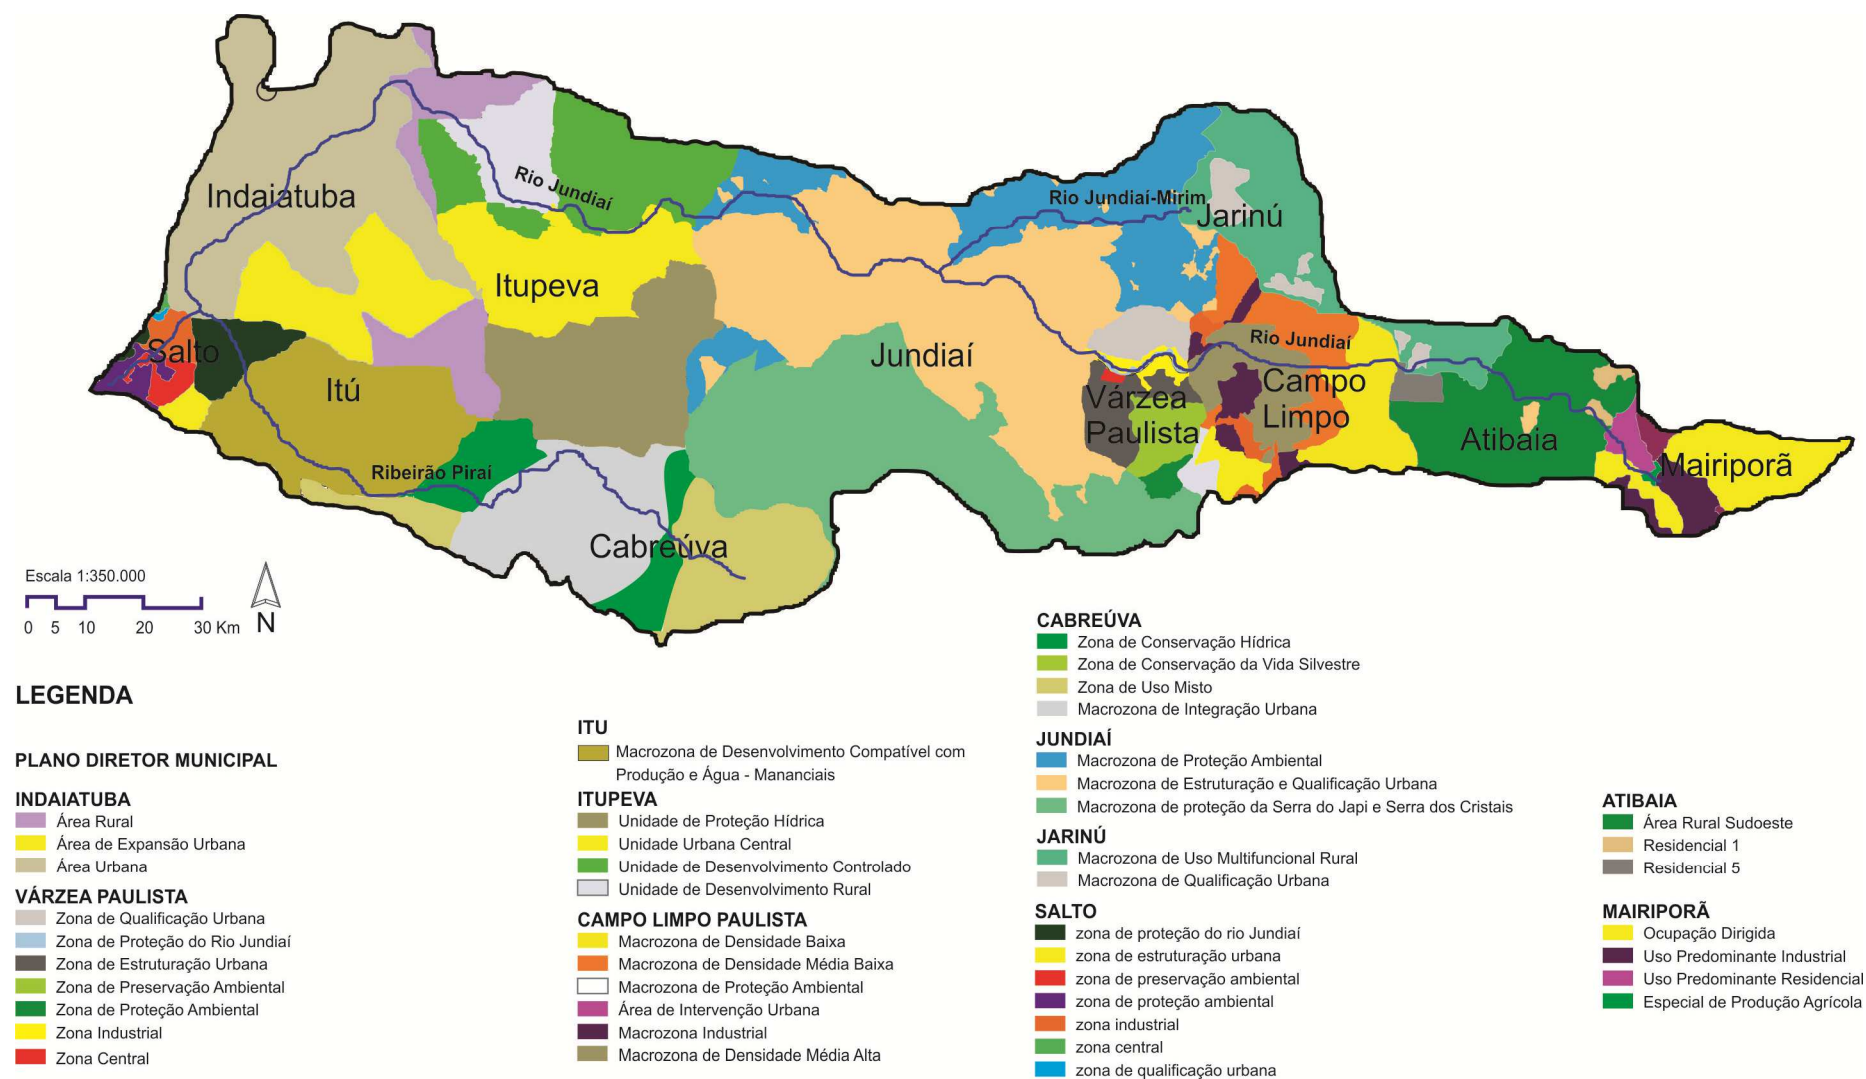 Indaiatuba
Rio Jundiaí
Rio Jundiaí-Mirim
Jarinú
Itupeva
Salto
Itú
Jundiaí
Rio Jundiaí
Campo
Limpo
Várzea
Paulista
Atibaia
Mairiporã
Ribeirão Piraí
Cabreúva
Escala 1:350.000
0 5 10 20 30 Km
N
LEGENDA
PLANO DIRETOR MUNICIPAL
INDAIATUBA
Área Rural
Área de Expansão Urbana
Área Urbana
VÁRZEA PAULISTA
Zona de Qualificação Urbana
Zona de Proteção do Rio Jundiaí
Zona de Estruturação Urbana
Zona de Preservação Ambiental
Zona de Proteção Ambiental
Zona Industrial
Zona Central
ITU
Macrozona de Desenvolvimento Compatível com
Produção e Água - Mananciais
ITUPEVA
Unidade de Proteção Hídrica
Unidade Urbana Central
Unidade de Desenvolvimento Controlado
Unidade de Desenvolvimento Rural
CAMPO LIMPO PAULISTA
Macrozona de Densidade Baixa
Macrozona de Densidade Média Baixa
Macrozona de Proteção Ambiental
Área de Intervenção Urbana
Macrozona Industrial
Macrozona de Densidade Média Alta
CABREÚVA
Zona de Conservação Hídrica
Zona de Conservação da Vida Silvestre
Zona de Uso Misto
Macrozona de Integração Urbana
JUNDIAÍ
Macrozona de Proteção Ambiental
Macrozona de Estruturação e Qualificação Urbana
Macrozona de proteção da Serra do Japi e Serra dos Cristais
JARINÚ
Macrozona de Uso Multifuncional Rural
Macrozona de Qualificação Urbana
SALTO
zona de proteção do rio Jundiaí
zona de estruturação urbana
zona de preservação ambiental
zona de proteção ambiental
zona industrial
zona central
zona de qualificação urbana
ATIBAIA
Área Rural Sudoeste
Residencial 1
Residencial 5
MAIRIPORÃ
Ocupação Dirigida
Uso Predominante Industrial
Uso Predominante Residencial
Especial de Produção Agrícola